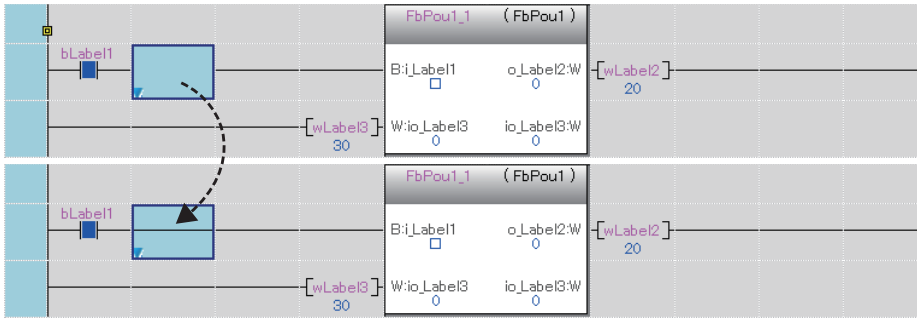 FbPou1_1 (FbPou1)
bLabel1
B:i_Label1 o_Label2:W wLabel2
0 20
wLabel3 W:io_Label3 io_Label3:W
30 0 0
FbPou1_1 (FbPou1)
bLabel1
B:i_Label1 o_Label2:W wLabel2
0 20
wLabel3 W:io_Label3 io_Label3:W
30 0 0